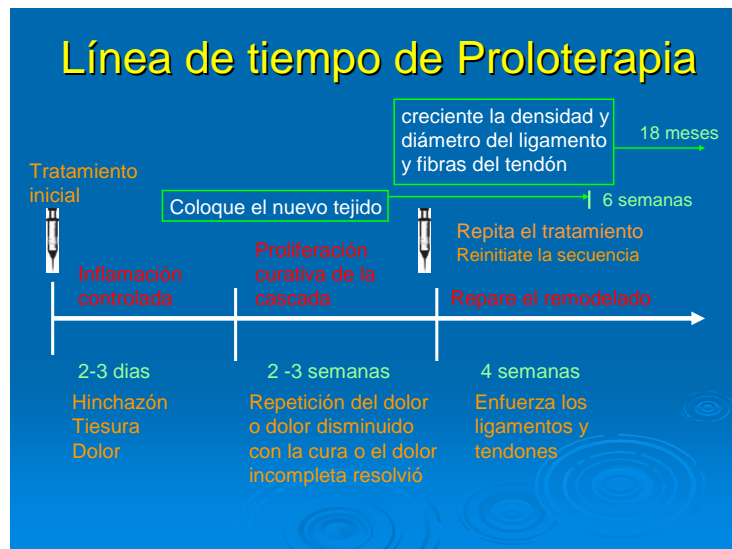 Línea de tiempo de Proloterapia
creciente la densidad y
diámetro del ligamento
y fibras del tendón
18 meses
Tratamiento
inicial
Coloque el nuevo tejido
6 semanas
Repita el tratamiento
Reinitiate la secuencia
Inflamación
controlada
Proliferación
curativa de la
cascada
Repare el remodelado
2-3 dias
Hinchazón
Tiesura
Dolor
2 -3 semanas
Repetición del dolor
o dolor disminuido
con la cura o el dolor
incompleta resolvió
4 semanas
Enfuerza los
ligamentos y
tendones